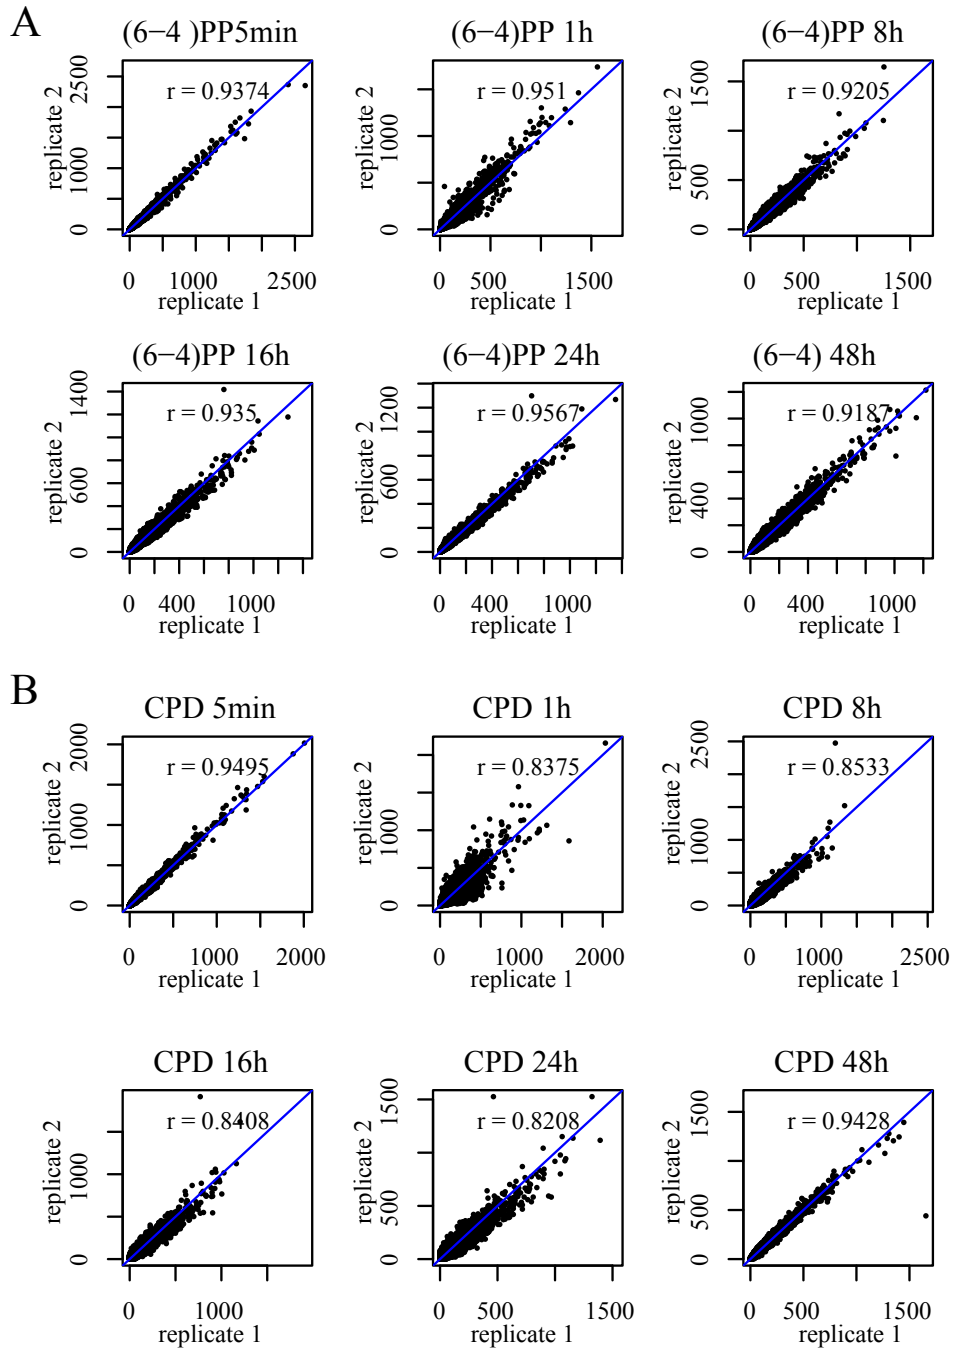 A
(6−4 )PP5min
(6−4)PP 1h
(6−4)PP 8h
r = 0.9374
r = 0.951
r = 0.9205
replicate 2
0 1000 2500
replicate 2
0 1000
replicate 2
0 500 1500
0 1000 2500
0 500 1500
0 500 1500
replicate 1
replicate 1
replicate 1
(6−4)PP 16h
(6−4)PP 24h
(6−4) 48h
r = 0.935
r = 0.9567
r = 0.9187
replicate 2
0 600 1400
replicate 2
0 600 1200
replicate 2
0 400 1000
0 400 1000
0 400 1000
0 400 1000
replicate 1
replicate 1
replicate 1
B
CPD 5min
CPD 1h
CPD 8h
r = 0.9495
r = 0.8375
r = 0.8533
replicate 2
0 1000 2000
replicate 2
0 1000
replicate 2
0 1000 2500
0 1000 2000
0 1000 2000
0 1000 2500
replicate 1
replicate 1
replicate 1
CPD 16h
CPD 24h
CPD 48h
r = 0.8408
r = 0.8208
r = 0.9428
replicate 2
0 1000
replicate 2
0 500 1500
replicate 2
0 500 1500
0 1000
0 500 1500
0 500 1500
replicate 1
replicate 1
replicate 1